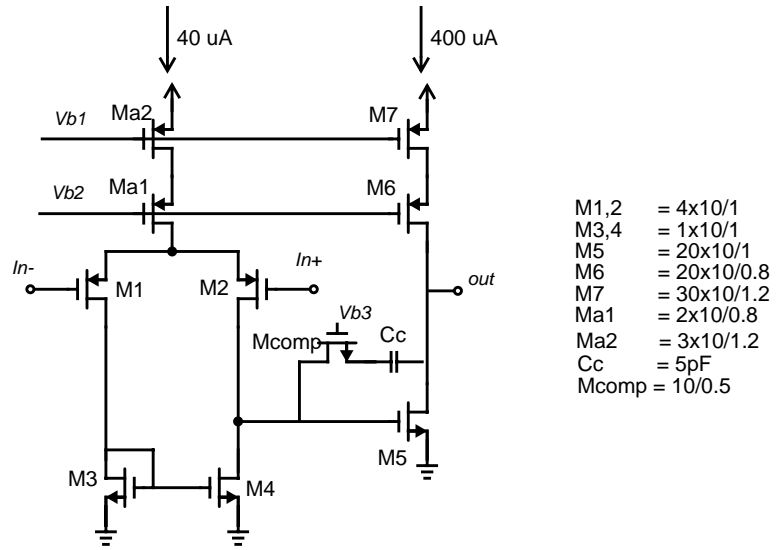 40 uA
400 uA
Vb1
Ma2
M7
Vb2
Ma1
M6
In-
M1
M2
In+
out
Vb3
Mcomp
Cc
M5
M3
M4
M1,2 = 4x10/1
M3,4 = 1x10/1
M5 = 20x10/1
M6 = 20x10/0.8
M7 = 30x10/1.2
Ma1 = 2x10/0.8
Ma2 = 3x10/1.2
Cc = 5pF
Mcomp = 10/0.5